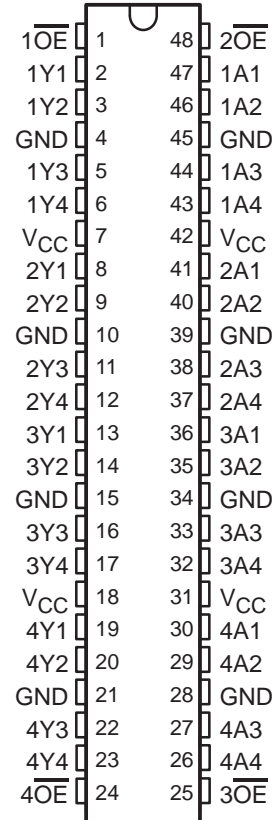 1O̅E̅ 1 48 2O̅E̅
1Y1 2 47 1A1
1Y2 3 46 1A2
GND 4 45 GND
1Y3 5 44 1A3
1Y4 6 43 1A4
VCC 7 42 VCC
2Y1 8 41 2A1
2Y2 9 40 2A2
GND 10 39 GND
2Y3 11 38 2A3
2Y4 12 37 2A4
3Y1 13 36 3A1
3Y2 14 35 3A2
GND 15 34 GND
3Y3 16 33 3A3
3Y4 17 32 3A4
VCC 18 31 VCC
4Y1 19 30 4A1
4Y2 20 29 4A2
GND 21 28 GND
4Y3 22 27 4A3
4Y4 23 26 4A4
4O̅E̅ 24 25 3O̅E̅